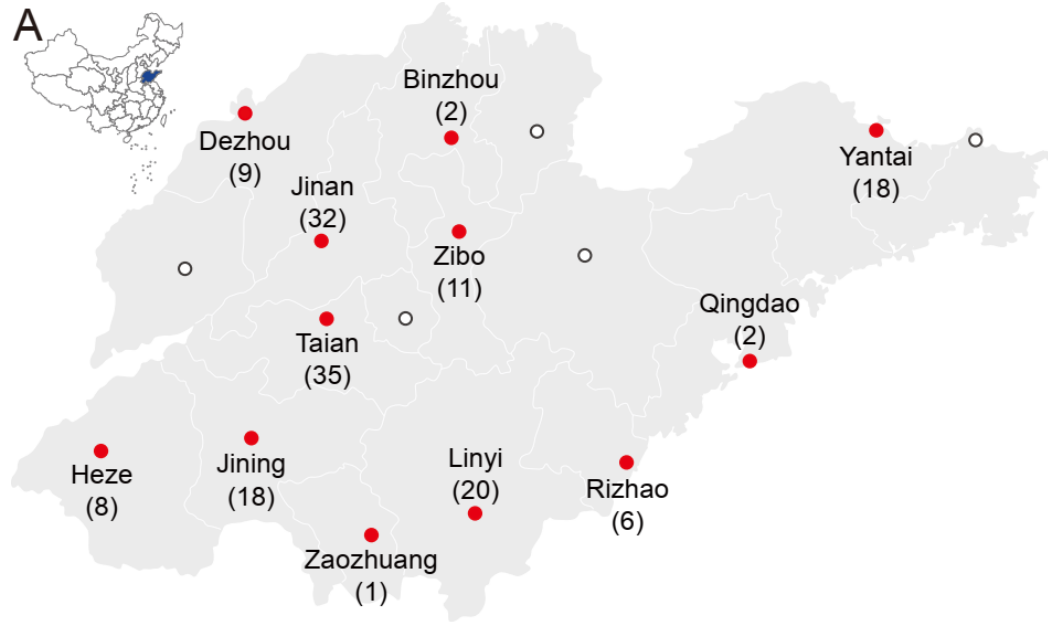 A
Binzhou
(2)
Dezhou
(9)
Yantai
(18)
Jinan
(32)
Zibo
(11)
Qingdao
(2)
Taian
(35)
Heze
(8)
Jining
(18)
Linyi
(20)
Rizhao
(6)
Zaozhuang
(1)